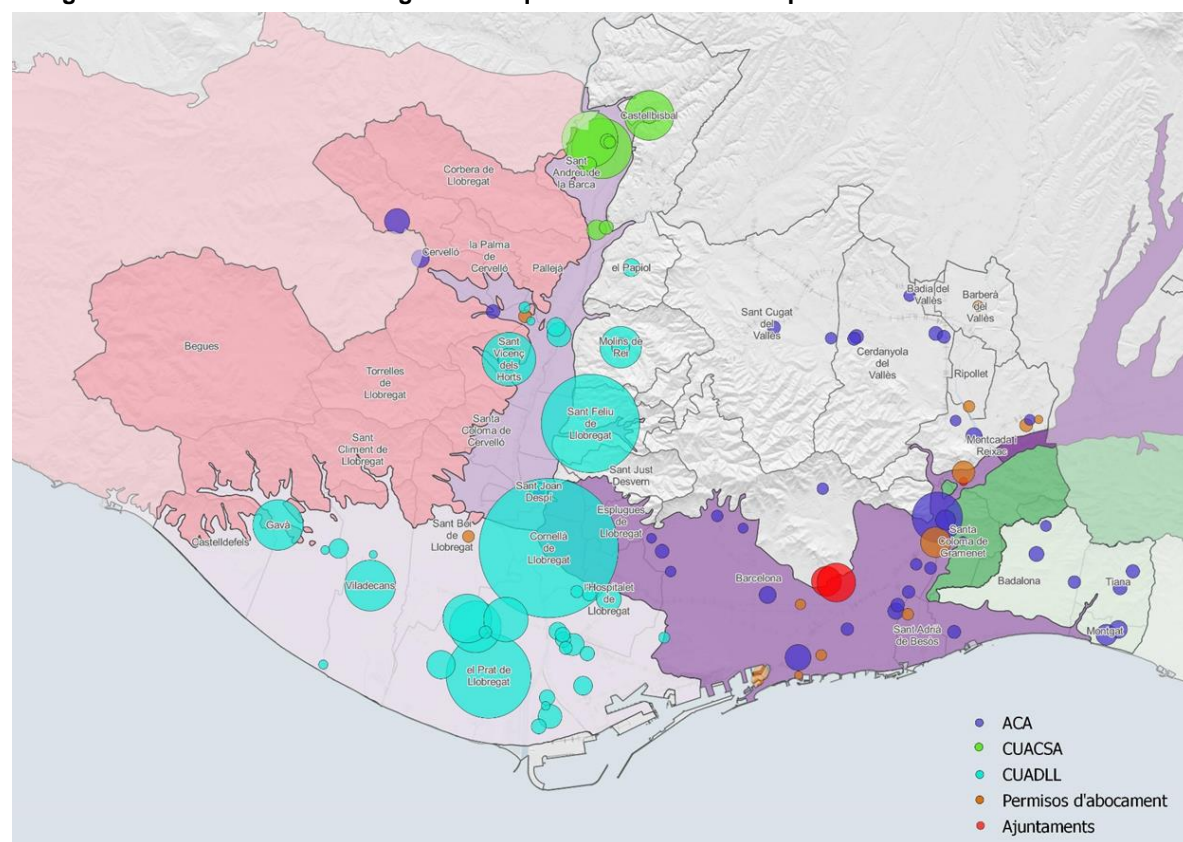 Castellbisbal
Sant
Andreu de
la Barca
Corbera de
Llobregat
Cervelló
la Palma
de
Cervelló
Pallejà
el Papiol
Badia del
Vallès
Barberà
del
Vallès
Sant Cugat
del
Vallès
Begues
Sant
Vicenç
dels
Horts
Molins de
Rei
Cerdanyola
del
Vallès
Ripollet
Torrelles
de
Llobregat
Santa
Coloma de
Cervelló
Sant Feliu
de
Llobregat
Sant
Climent de
Llobregat
Montcada i
Reixac
Sant Just
Desvern
Sant Joan
Despí
Gavà
Castelldefels
Sant Boi
de
Llobregat
Cornellà
de
Llobregat
Esplugues
de
Llobregat
Santa
Coloma de
Gramenet
Viladecans
Hospitalet
de
Llobregat
Barcelona
Badalona
Tiana
Sant Adrià
de Besòs
Montgat
el Prat de
Llobregat
ACA
CUACSA
CUADLL
Permisos d'abocament
Ajuntaments